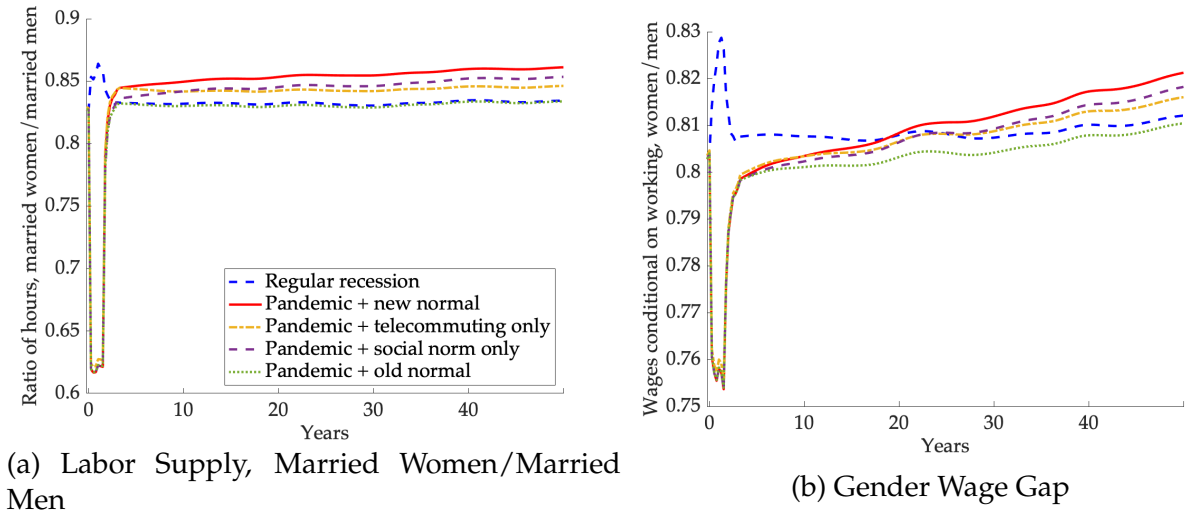 Ratio of hours, married women/married men
0.9
0.85
0.8
0.75
0.7
0.65
0.6
0
10
20
30
40
Years
Regular recession
Pandemic + new normal
Pandemic + telecommuting only
Pandemic + social norm only
Pandemic + old normal
(a) Labor Supply, Married Women/Married
Men
Wages conditional on working, women/men
0.83
0.82
0.81
0.8
0.79
0.78
0.77
0.76
0.75
0
10
20
30
40
Years
(b) Gender Wage Gap